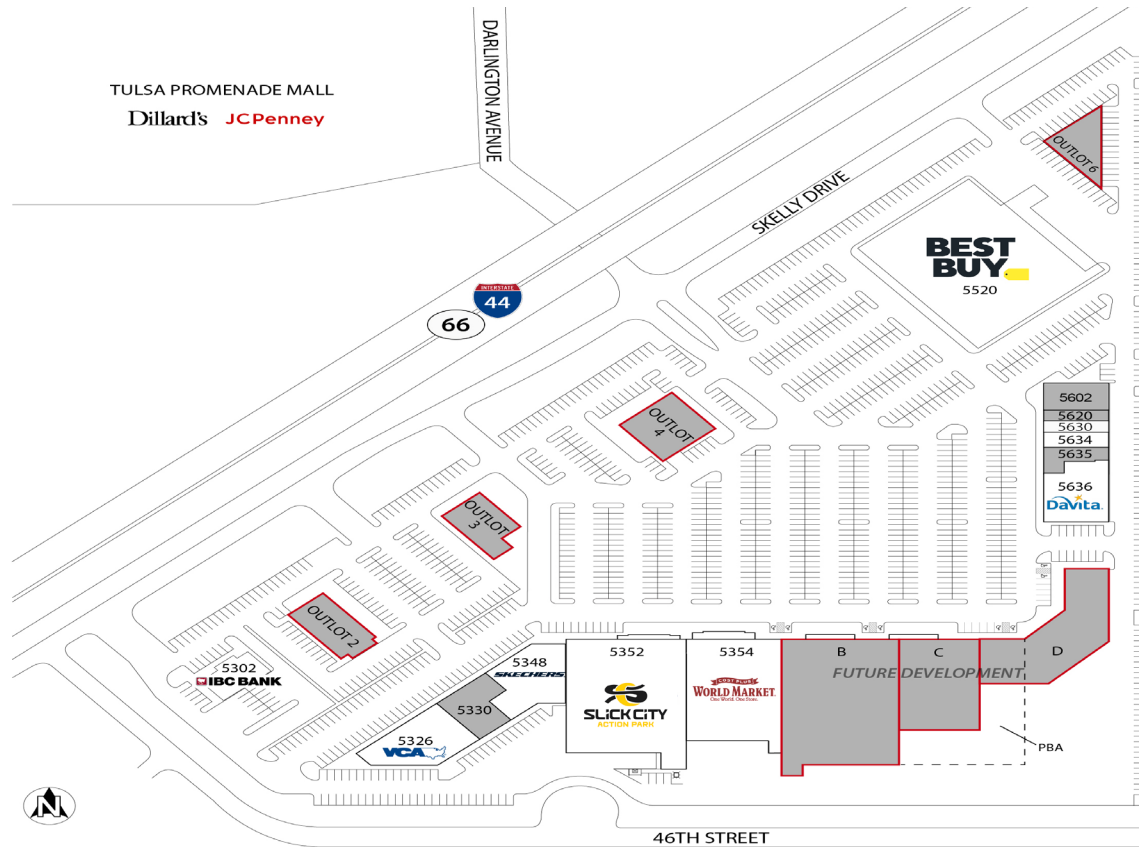 TULSA PROMENADE MALL
Dillard's JCPenney
DARLINGTON AVENUE
SKELLY DRIVE
OUTLOT 6
BEST
BUY
5520
INTERSTATE
44
66
OUTLOT
4
5602
5620
5630
5634
5635
5636
DaVita
OUTLOT
3
OUTLOT 2
5302
IBC BANK
5348
SKECHERS
5330
5326
VCA
5352
SLICK CITY
ACTION PARK
5354
COST PLUS
WORLD MARKET
One World. One Store.
B
C
D
FUTURE DEVELOPMENT
PBA
N
46TH STREET